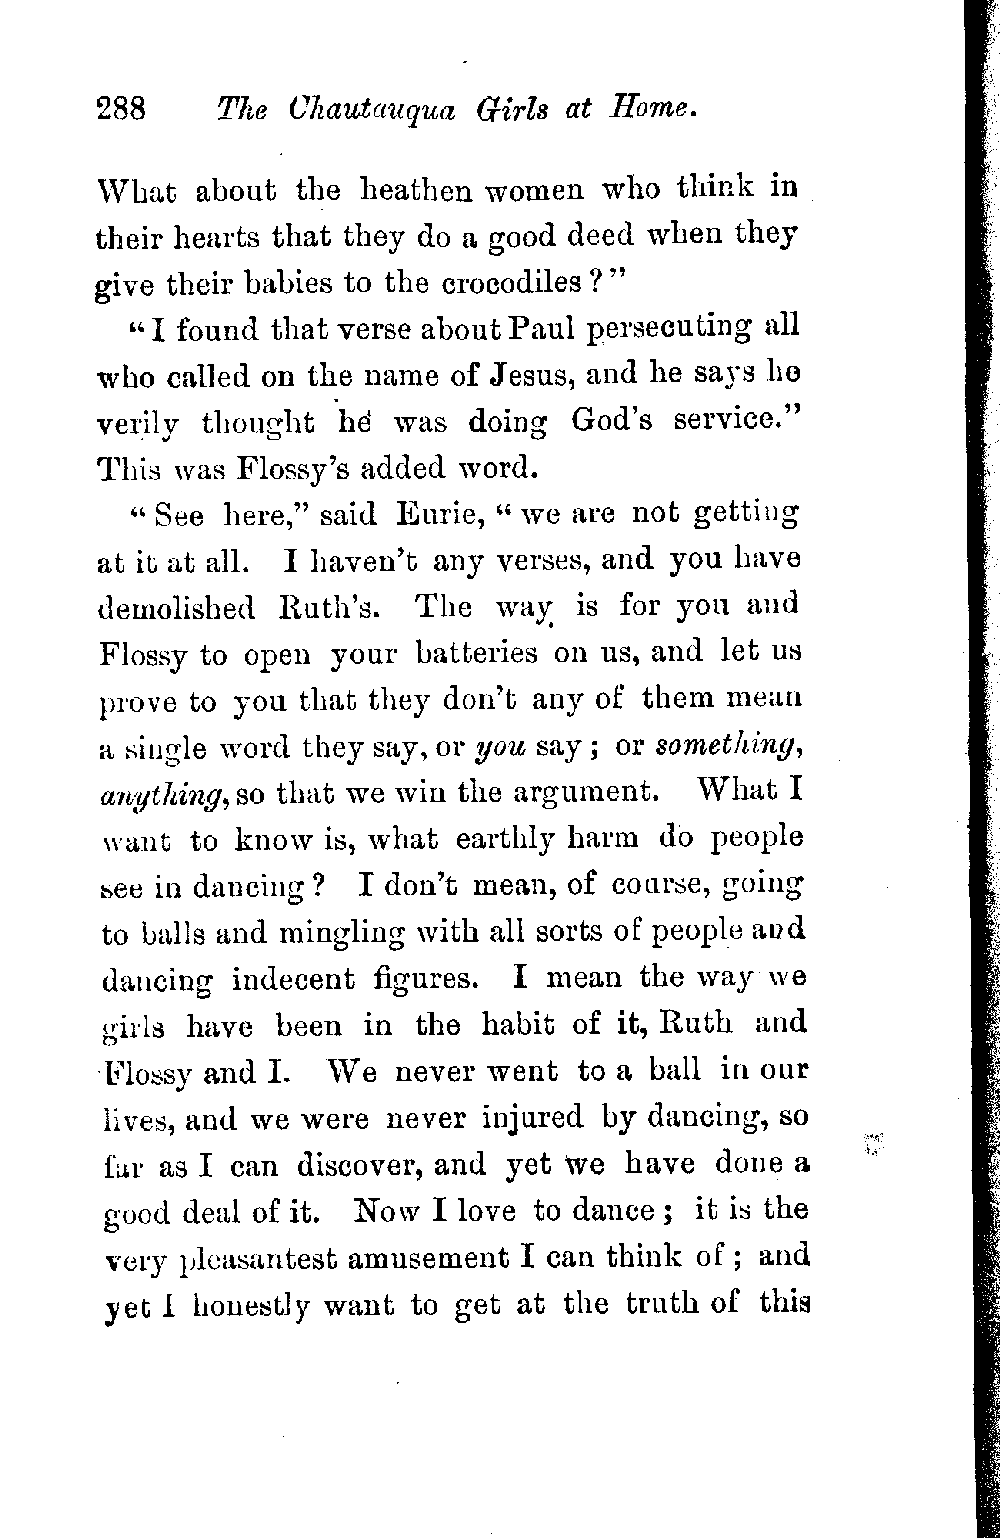 288 The Chautauqua Girls at Home.
What about the heathen women who think in
their hearts that they do a good deed when they
give their babies to the crocodiles?"
"I found that verse about Paul persecuting all
who called on the name of Jesus, and he says he
verily thought he was doing God's service."
This was Flossy's added word.
"See here," said Eurie, "we are not getting
at it at all. I haven't any verses, and you have
demolished Ruth's. The way is for you and
Flossy to open your batteries on us, and let us
prove to you that they don't any of them mean
a single word they say, or you say; or something,
anything, so that we win the argument. What I
want to know is, what earthly harm do people
see in dancing? I don't mean, of course, going
to balls and mingling with all sorts of people and
dancing indecent figures. I mean the way we
girls have been in the habit of it, Ruth and
Flossy and I. We never went to a ball in our
lives, and we were never injured by dancing, so
far as I can discover, and yet we have done a
good deal of it. Now I love to dance; it is the
very pleasantest amusement I can think of; and
yet I honestly want to get at the truth of this